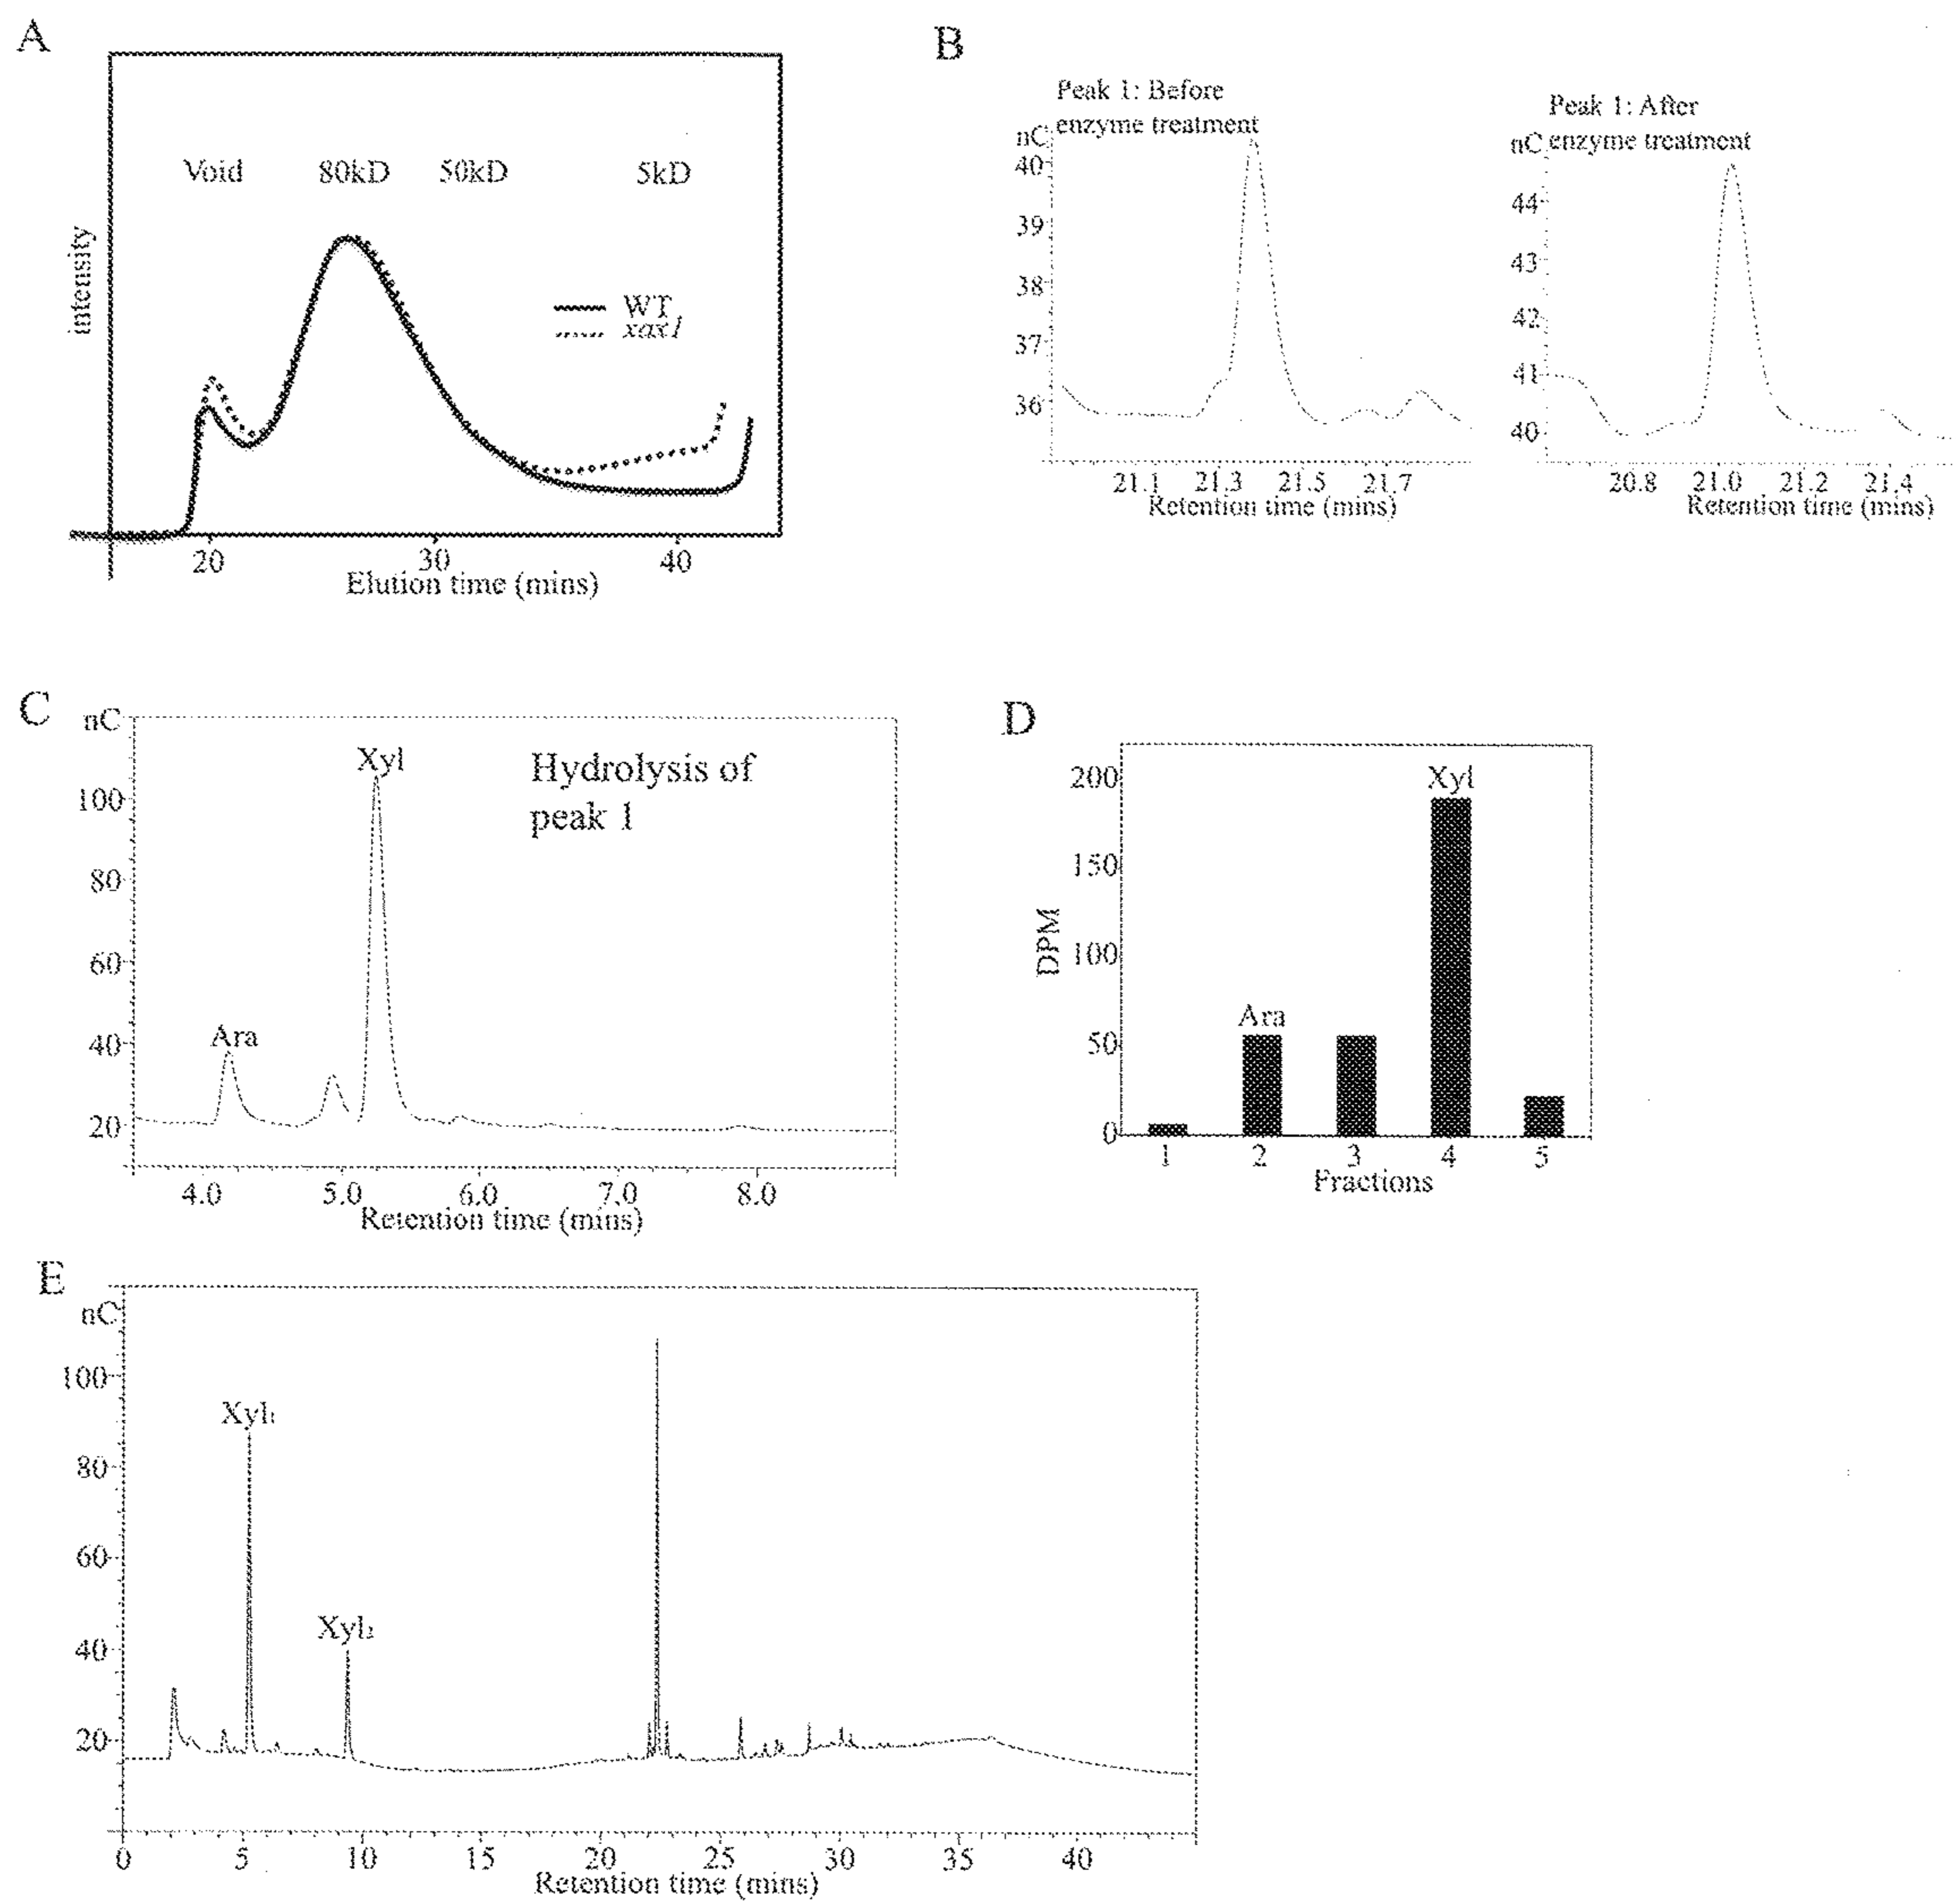 A
Void 80kD 50kD 5kD
intensity
WT
xax1
20 30 40
Elution time (mins)
B
Peak 1: Before
enzyme treatment
nC
40
39
38
37
36
21.1 21.3 21.5 21.7
Retention time (mins)
Peak 1: After
enzyme treatment
nC
44
43
42
41
40
20.8 21.0 21.2 21.4
Retention time (mins)
C
nC
Xyl
Hydrolysis of
peak 1
Ara
100
80
60
40
20
4.0 5.0 6.0 7.0 8.0
Retention time (mins)
D
DPM
200
150
100
50
0
Ara
Xyl
1 2 3 4 5
Fractions
E
nC
100
80
60
40
20
Xyl₁
Xyl₂
0 5 10 15 20 25 30 35 40
Retention time (mins)